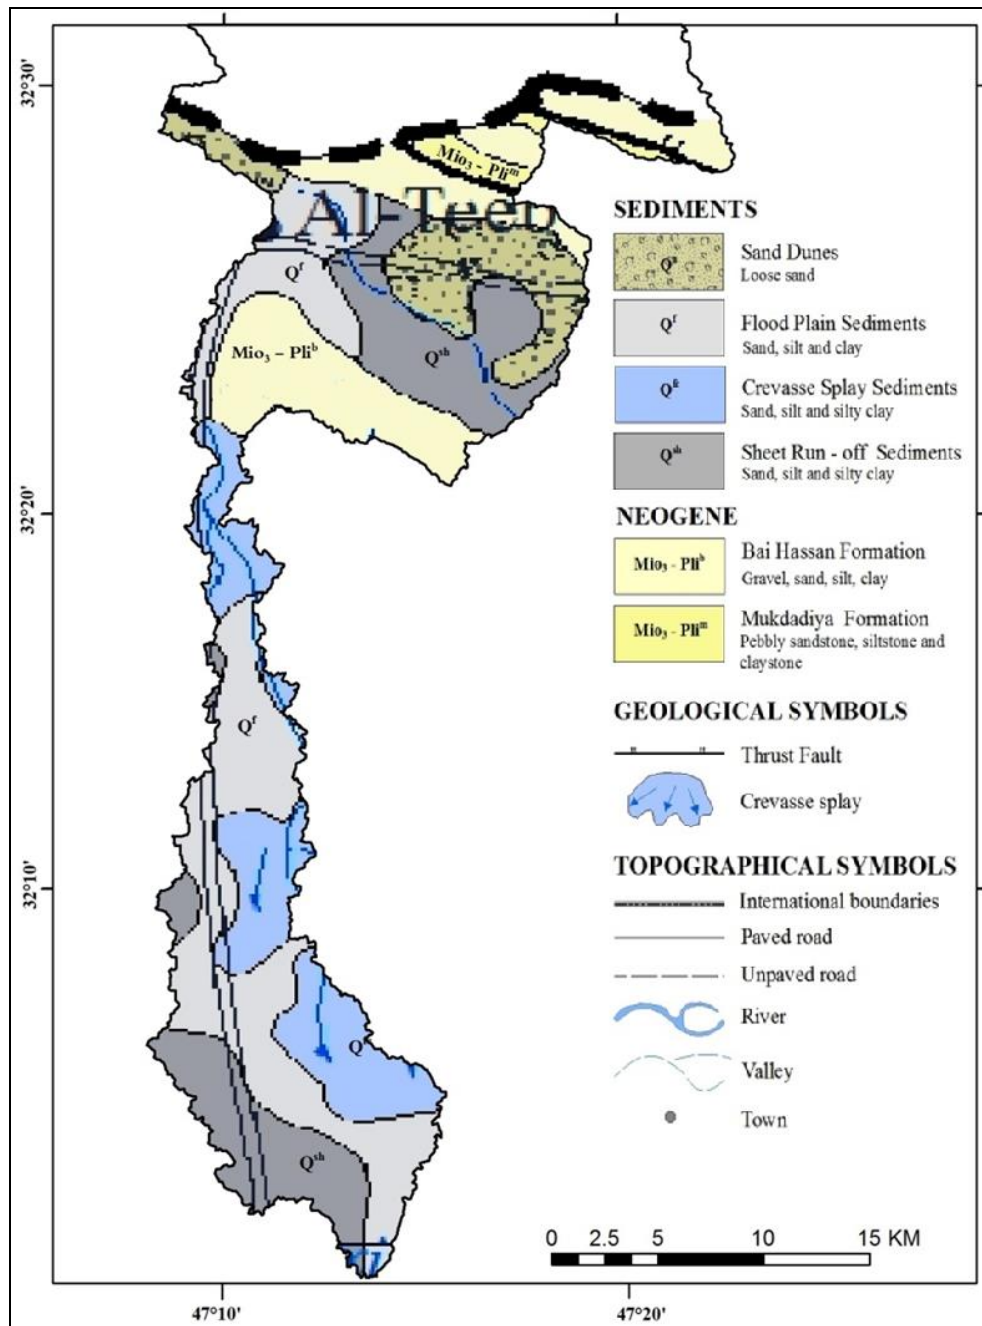 32°30'
32°20'
32°10'
47°10'
47°20'
Mio₃ - Pliᵐ
Al-Teep
Qᶠ
Mio₃ – Pliᵇ
Qˢʰ
Qᶠ
Q
Qˢʰ
SEDIMENTS
Sand Dunes
Loose sand
Qᶠ
Flood Plain Sediments
Sand, silt and clay
Crevasse Splay Sediments
Sand, silt and silty clay
Qˢʰ
Sheet Run - off Sediments
Sand, silt and silty clay
NEOGENE
Mio₃ - Pliᵇ
Bai Hassan Formation
Gravel, sand, silt, clay
Mio₃ - Pliᵐ
Mukdadiya Formation
Pebbly sandstone, siltstone and
claystone
GEOLOGICAL SYMBOLS
Thrust Fault
Crevasse splay
TOPOGRAPHICAL SYMBOLS
International boundaries
Paved road
Unpaved road
River
Valley
Town
0 2.5 5 10 15 KM